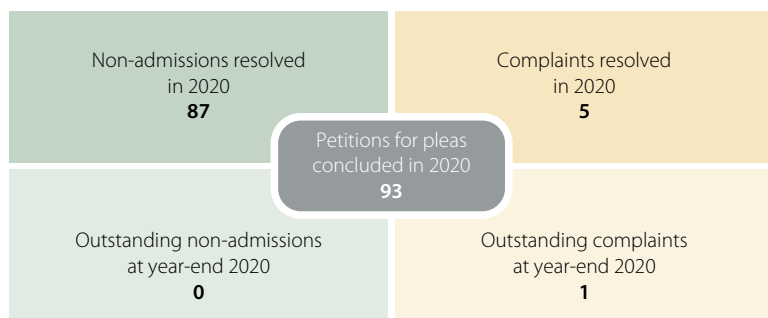 Non-admissions resolved
in 2020
87
Complaints resolved
in 2020
5
Petitions for pleas
concluded in 2020
93
Outstanding non-admissions
at year-end 2020
0
Outstanding complaints
at year-end 2020
1